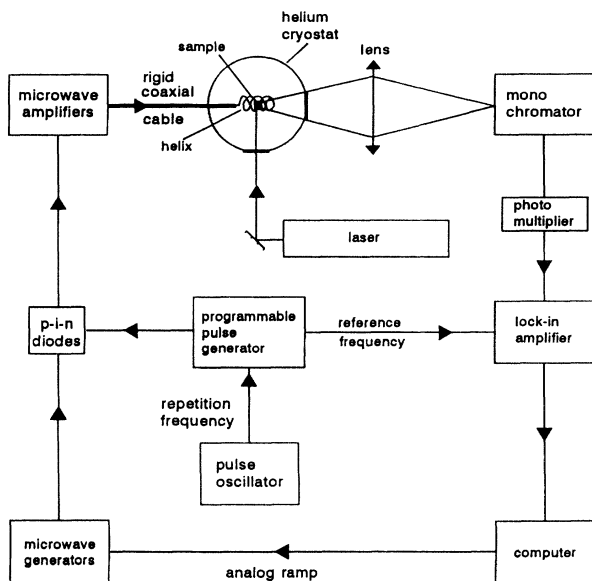 helium
cryostat
sample
lens
rigid
coaxial
cable
helix
microwave
amplifiers
mono
chromator
photo
multiplier
laser
p-i-n
diodes
programmable
pulse
generator
reference
frequency
lock-in
amplifier
repetition
frequency
pulse
oscillator
microwave
generators
analog ramp
computer